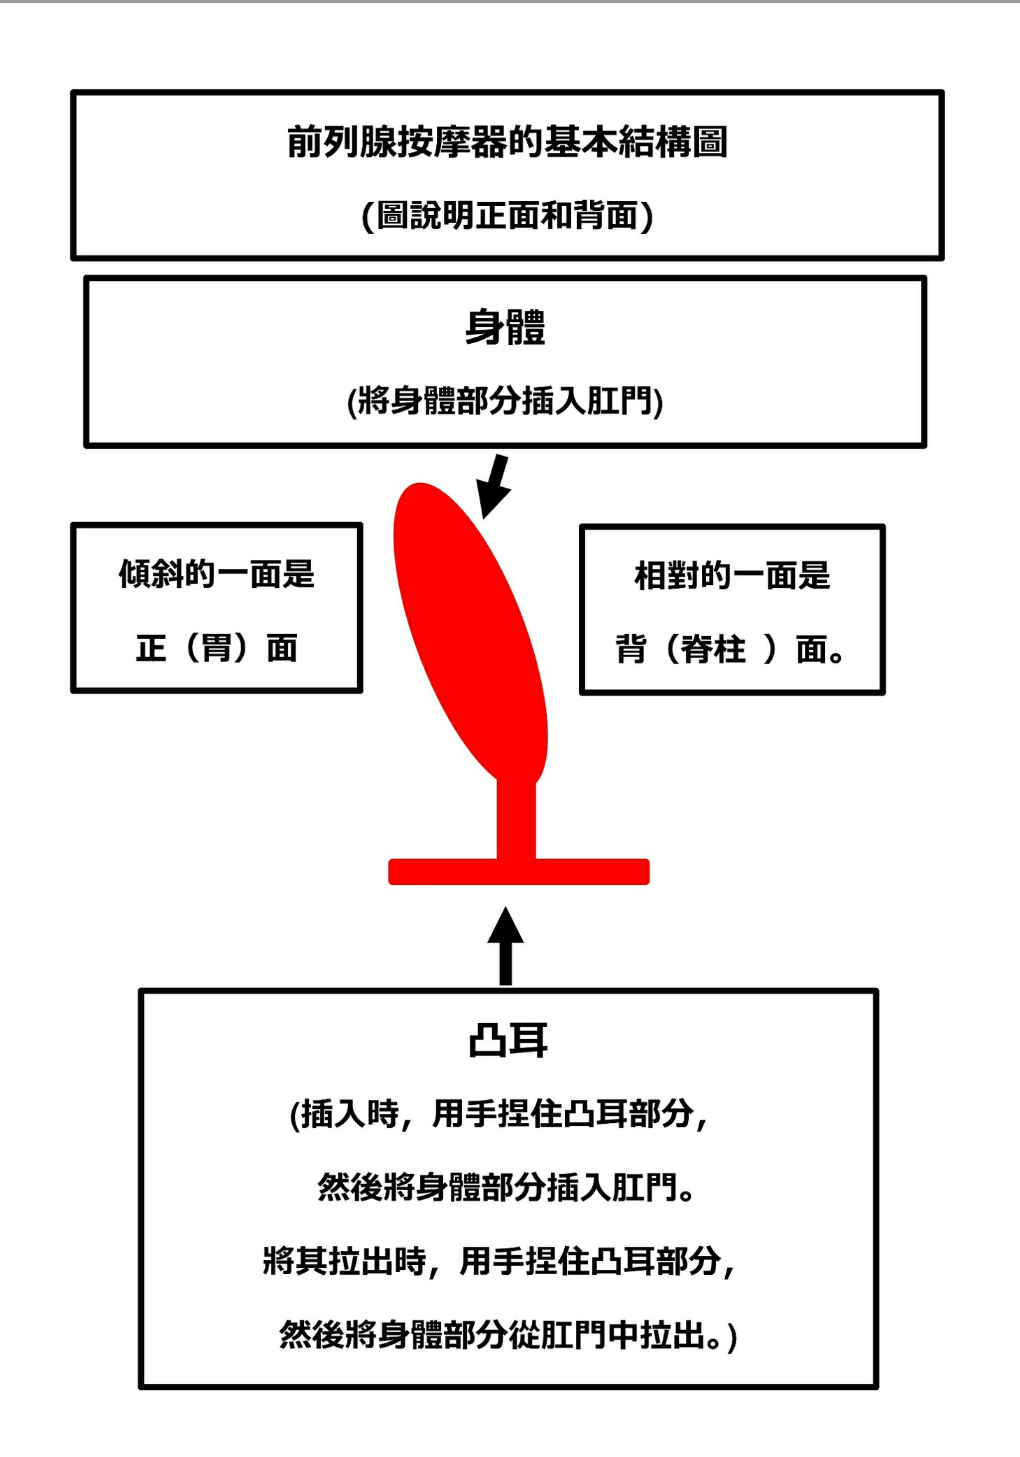 前列腺按摩器的基本結構圖
(圖說明正面和背面)
身體
(將身體部分插入肛門)
傾斜的一面是
正（胃）面
相對的一面是
背（脊柱 ）面。
凸耳
(插入時，用手捏住凸耳部分，
然後將身體部分插入肛門。
將其拉出時，用手捏住凸耳部分，
然後將身體部分從肛門中拉出。)